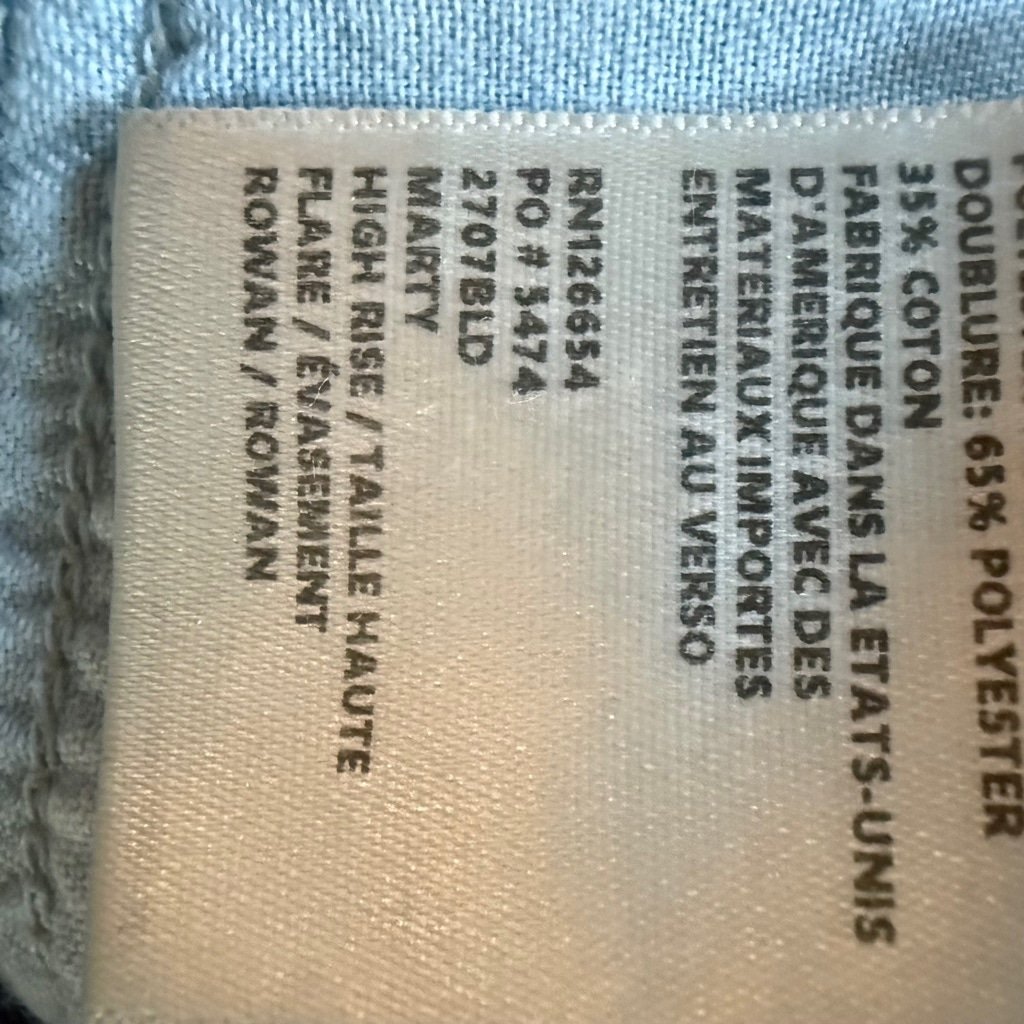 DOUBLURE: 65% POLYESTER
35% COTON
FABRIQUE DANS LA ETATS-UNIS
D'AMERIQUE AVEC DES
MATERIAUX IMPORTES
ENTRETIEN AU VERSO
RN126654
PO # 3474
2707BLD
MARTY
HIGH RISE / TAILLE HAUTE
FLARE / ÉVASEMENT
ROWAN / ROWAN